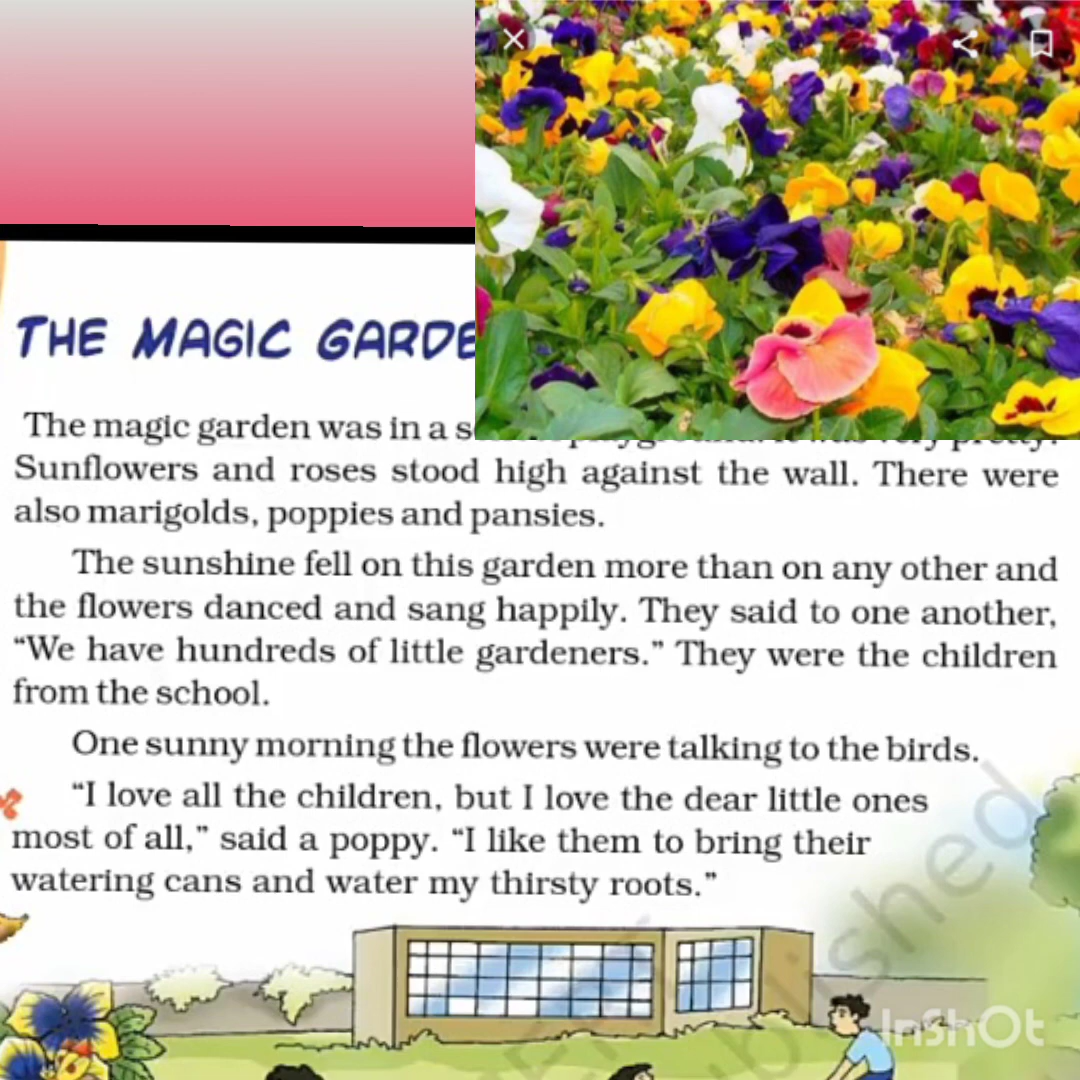 THE MAGIC GARDE
The magic garden was in a
very pretty.
Sunflowers and roses stood high against the wall. There were
also marigolds, poppies and pansies.
The sunshine fell on this garden more than on any other and
the flowers danced and sang happily. They said to one another,
“We have hundreds of little gardeners.” They were the children
from the school.
One sunny morning the flowers were talking to the birds.
“I love all the children, but I love the dear little ones
most of all,” said a poppy. “I like them to bring their
watering cans and water my thirsty roots.”
InShOt